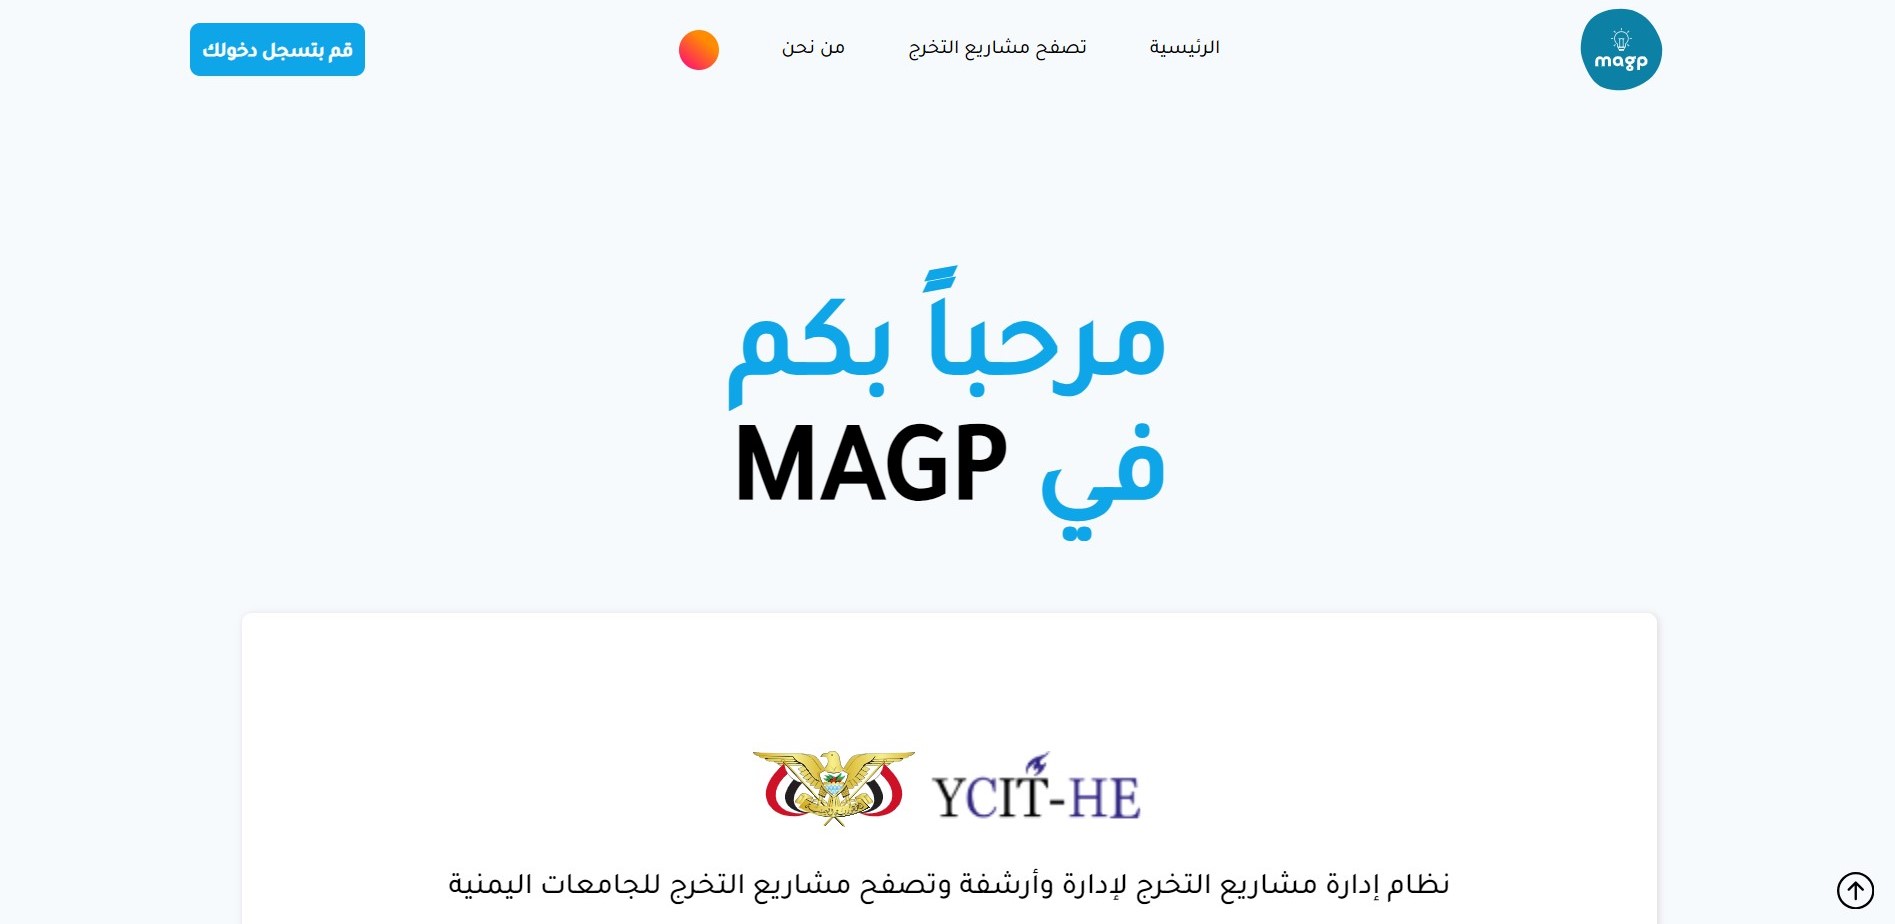 magp
الرئيسية
تصفح مشاريع التخرج
من نحن
قم بتسجل دخولك
مرحباً بكم
في MAGP
YCIT-HE
نظام إدارة مشاريع التخرج لإدارة وأرشفة وتصفح مشاريع التخرج للجامعات اليمنية